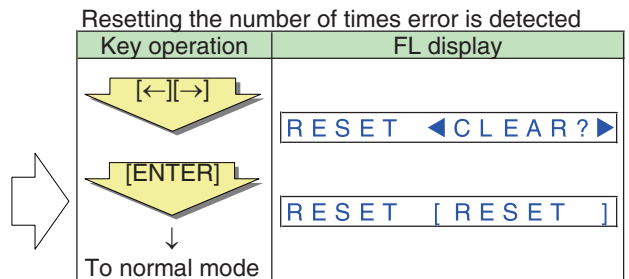 Resetting the number of times error is detected
Key operation FL display
[←][→]
RESET ◀CLEAR?▶
[ENTER]
RESET [ RESET ]
↓
To normal mode